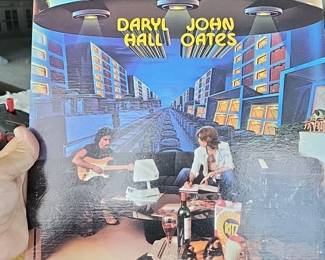 DARYL JOHN
HALL OATES
RITZ